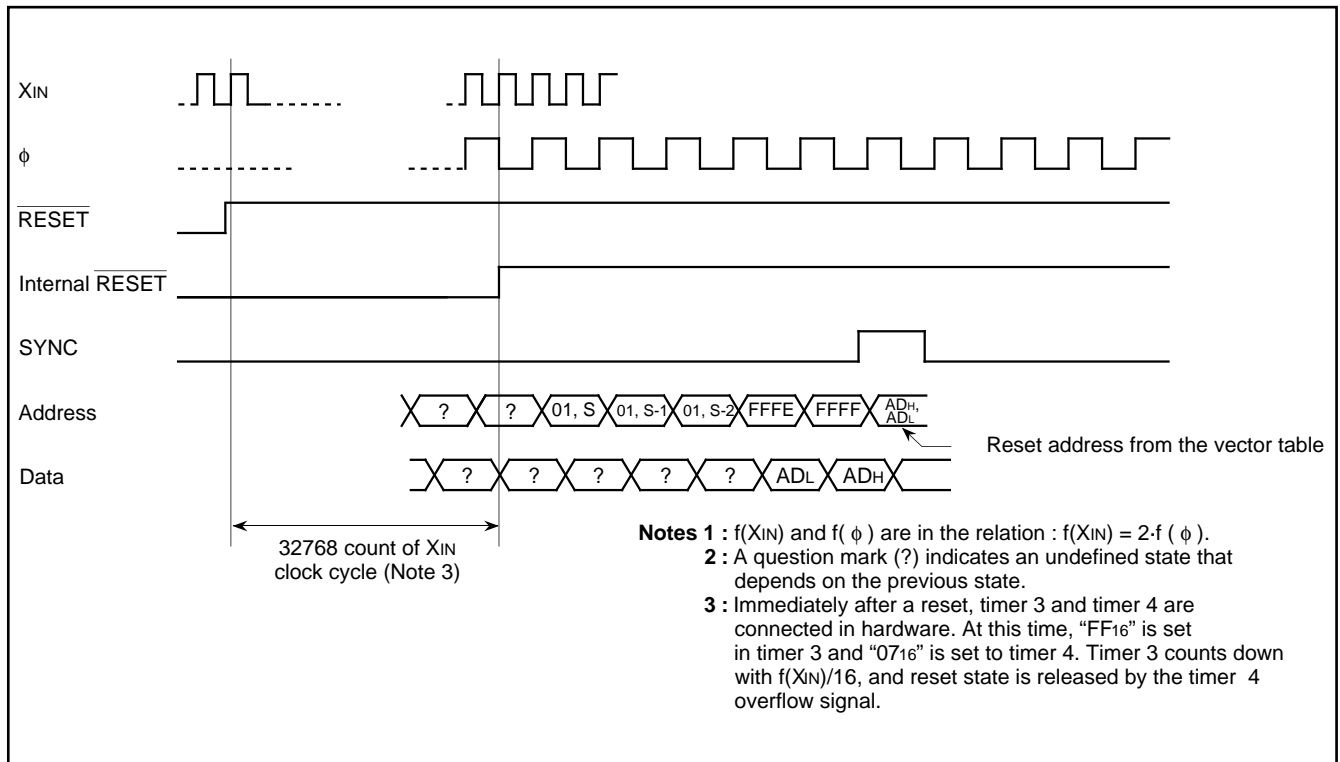 XIN
ϕ
RESET
Internal RESET
SYNC
Address
? ? 01, S 01, S-1 01, S-2 FFFE FFFF ADH,
ADL
Reset address from the vector table
Data
? ? ? ? ? ADL ADH
32768 count of XIN
clock cycle (Note 3)
Notes 1 : f(XIN) and f( ϕ ) are in the relation : f(XIN) = 2·f ( ϕ ).
2 : A question mark (?) indicates an undefined state that
depends on the previous state.
3 : Immediately after a reset, timer 3 and timer 4 are
connected in hardware. At this time, “FF16” is set
in timer 3 and “0716” is set to timer 4. Timer 3 counts down
with f(XIN)/16, and reset state is released by the timer 4
overflow signal.